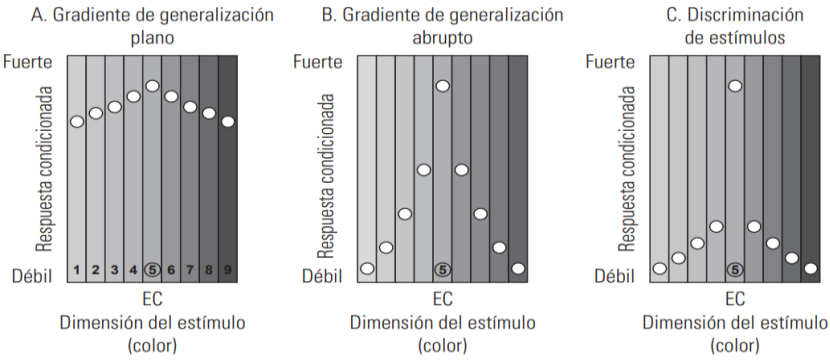 A. Gradiente de generalización
plano
Fuerte
Respuesta condicionada
Débil
1 2 3 4 5 6 7 8 9
EC
Dimensión del estímulo
(color)
B. Gradiente de generalización
abrupto
Fuerte
Respuesta condicionada
Débil
5
EC
Dimensión del estímulo
(color)
C. Discriminación
de estímulos
Fuerte
Respuesta condicionada
Débil
5
EC
Dimensión del estímulo
(color)